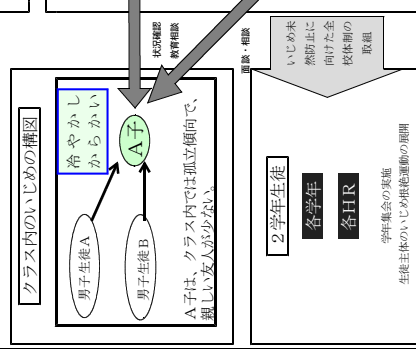 状況確認
教育相談
面談・相談
いじめ未
然防止に
向けた全
校体制の
取組
クラス内のいじめの構図
冷やかし
からかい
A子
男子生徒A
男子生徒B
A子は、クラス内では孤立傾向で、
親しい友人が少ない。
２学年生徒
各学年
各HR
学年集会の実施
生徒主体のいじめ根絶運動の展開